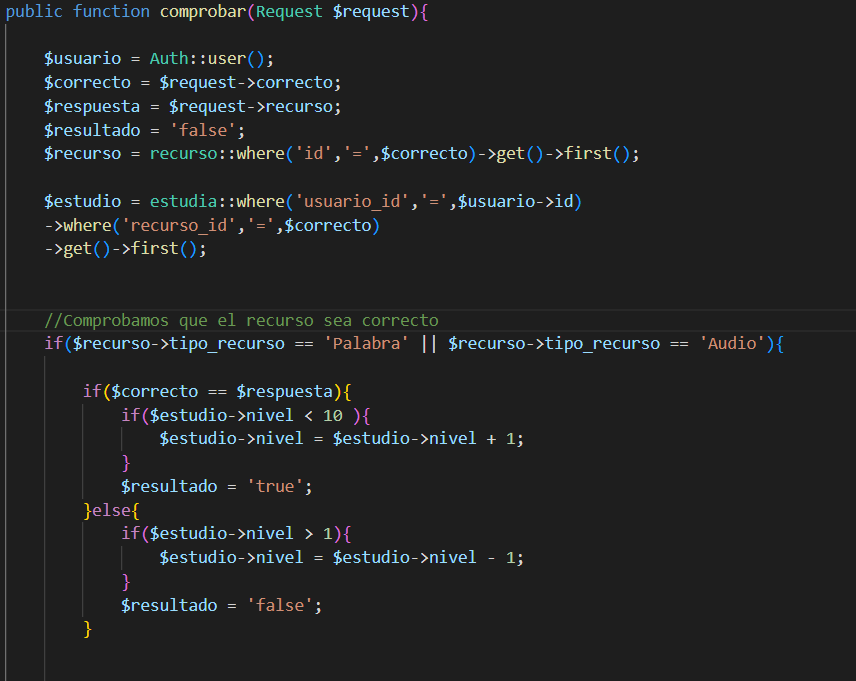 public function comprobar(Request $request){
$usuario = Auth::user();
$correcto = $request->correcto;
$respuesta = $request->recurso;
$resultado = 'false';
$recurso = recurso::where('id','=',$correcto)->get()->first();
$estudio = estudia::where('usuario_id','=',$usuario->id)
->where('recurso_id','=',$correcto)
->get()->first();
//Comprobamos que el recurso sea correcto
if($recurso->tipo_recurso == 'Palabra' || $recurso->tipo_recurso == 'Audio'){
if($correcto == $respuesta){
if($estudio->nivel < 10 ){
$estudio->nivel = $estudio->nivel + 1;
}
$resultado = 'true';
}else{
if($estudio->nivel > 1){
$estudio->nivel = $estudio->nivel - 1;
}
$resultado = 'false';
}